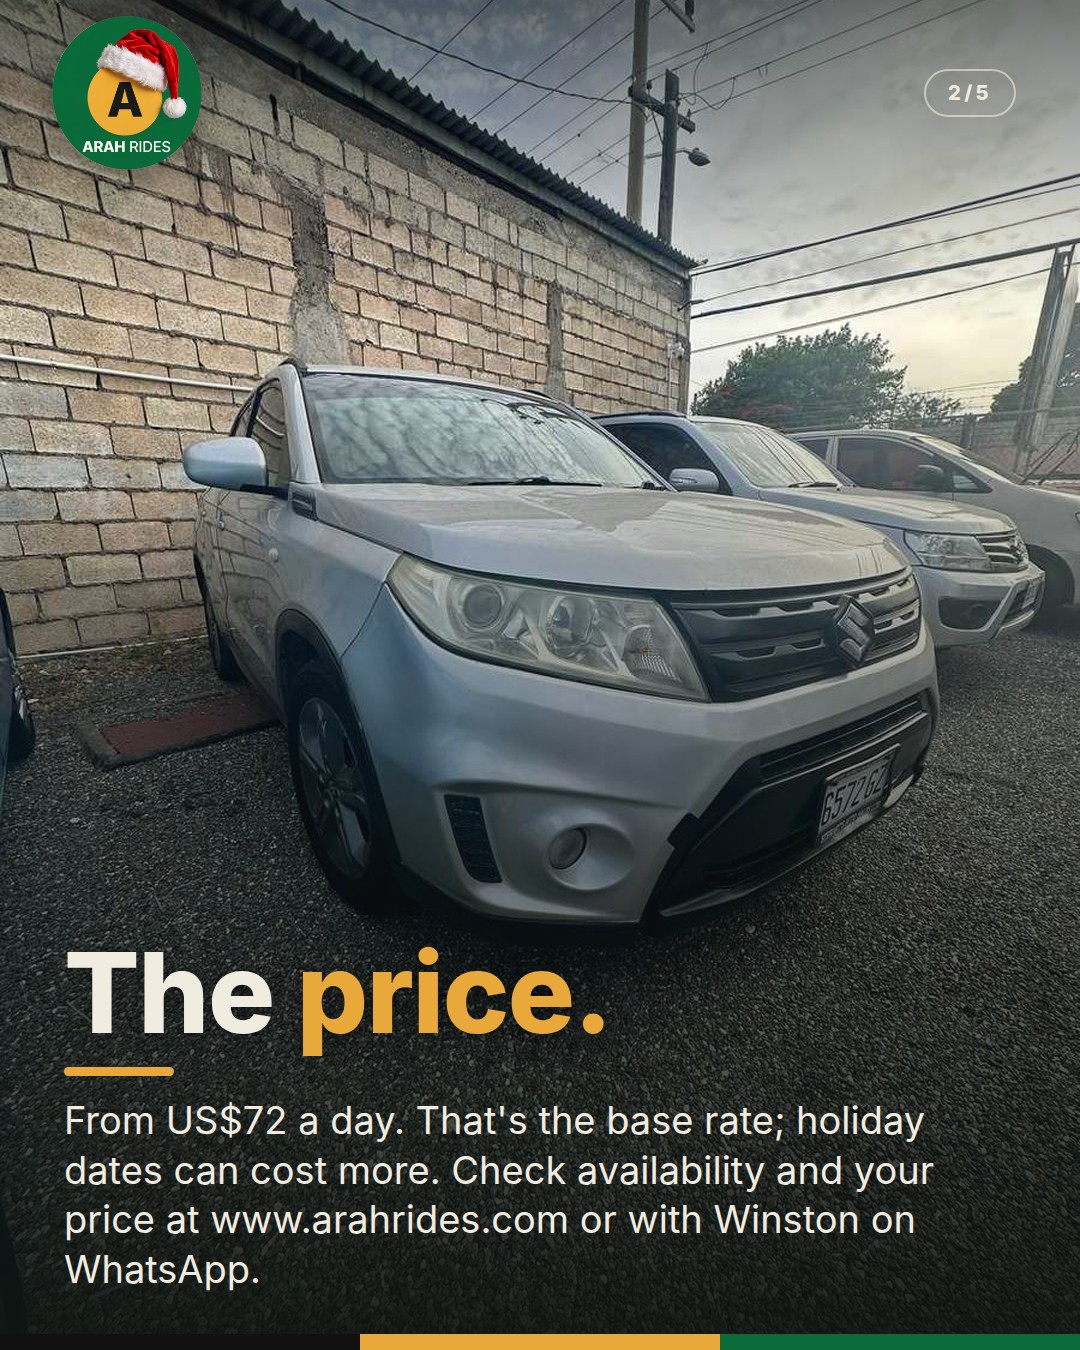 A
ARAH RIDES
2/5
6572GZ
The price.
From US$72 a day. That's the base rate; holiday
dates can cost more. Check availability and your
price at www.arahrides.com or with Winston on
WhatsApp.